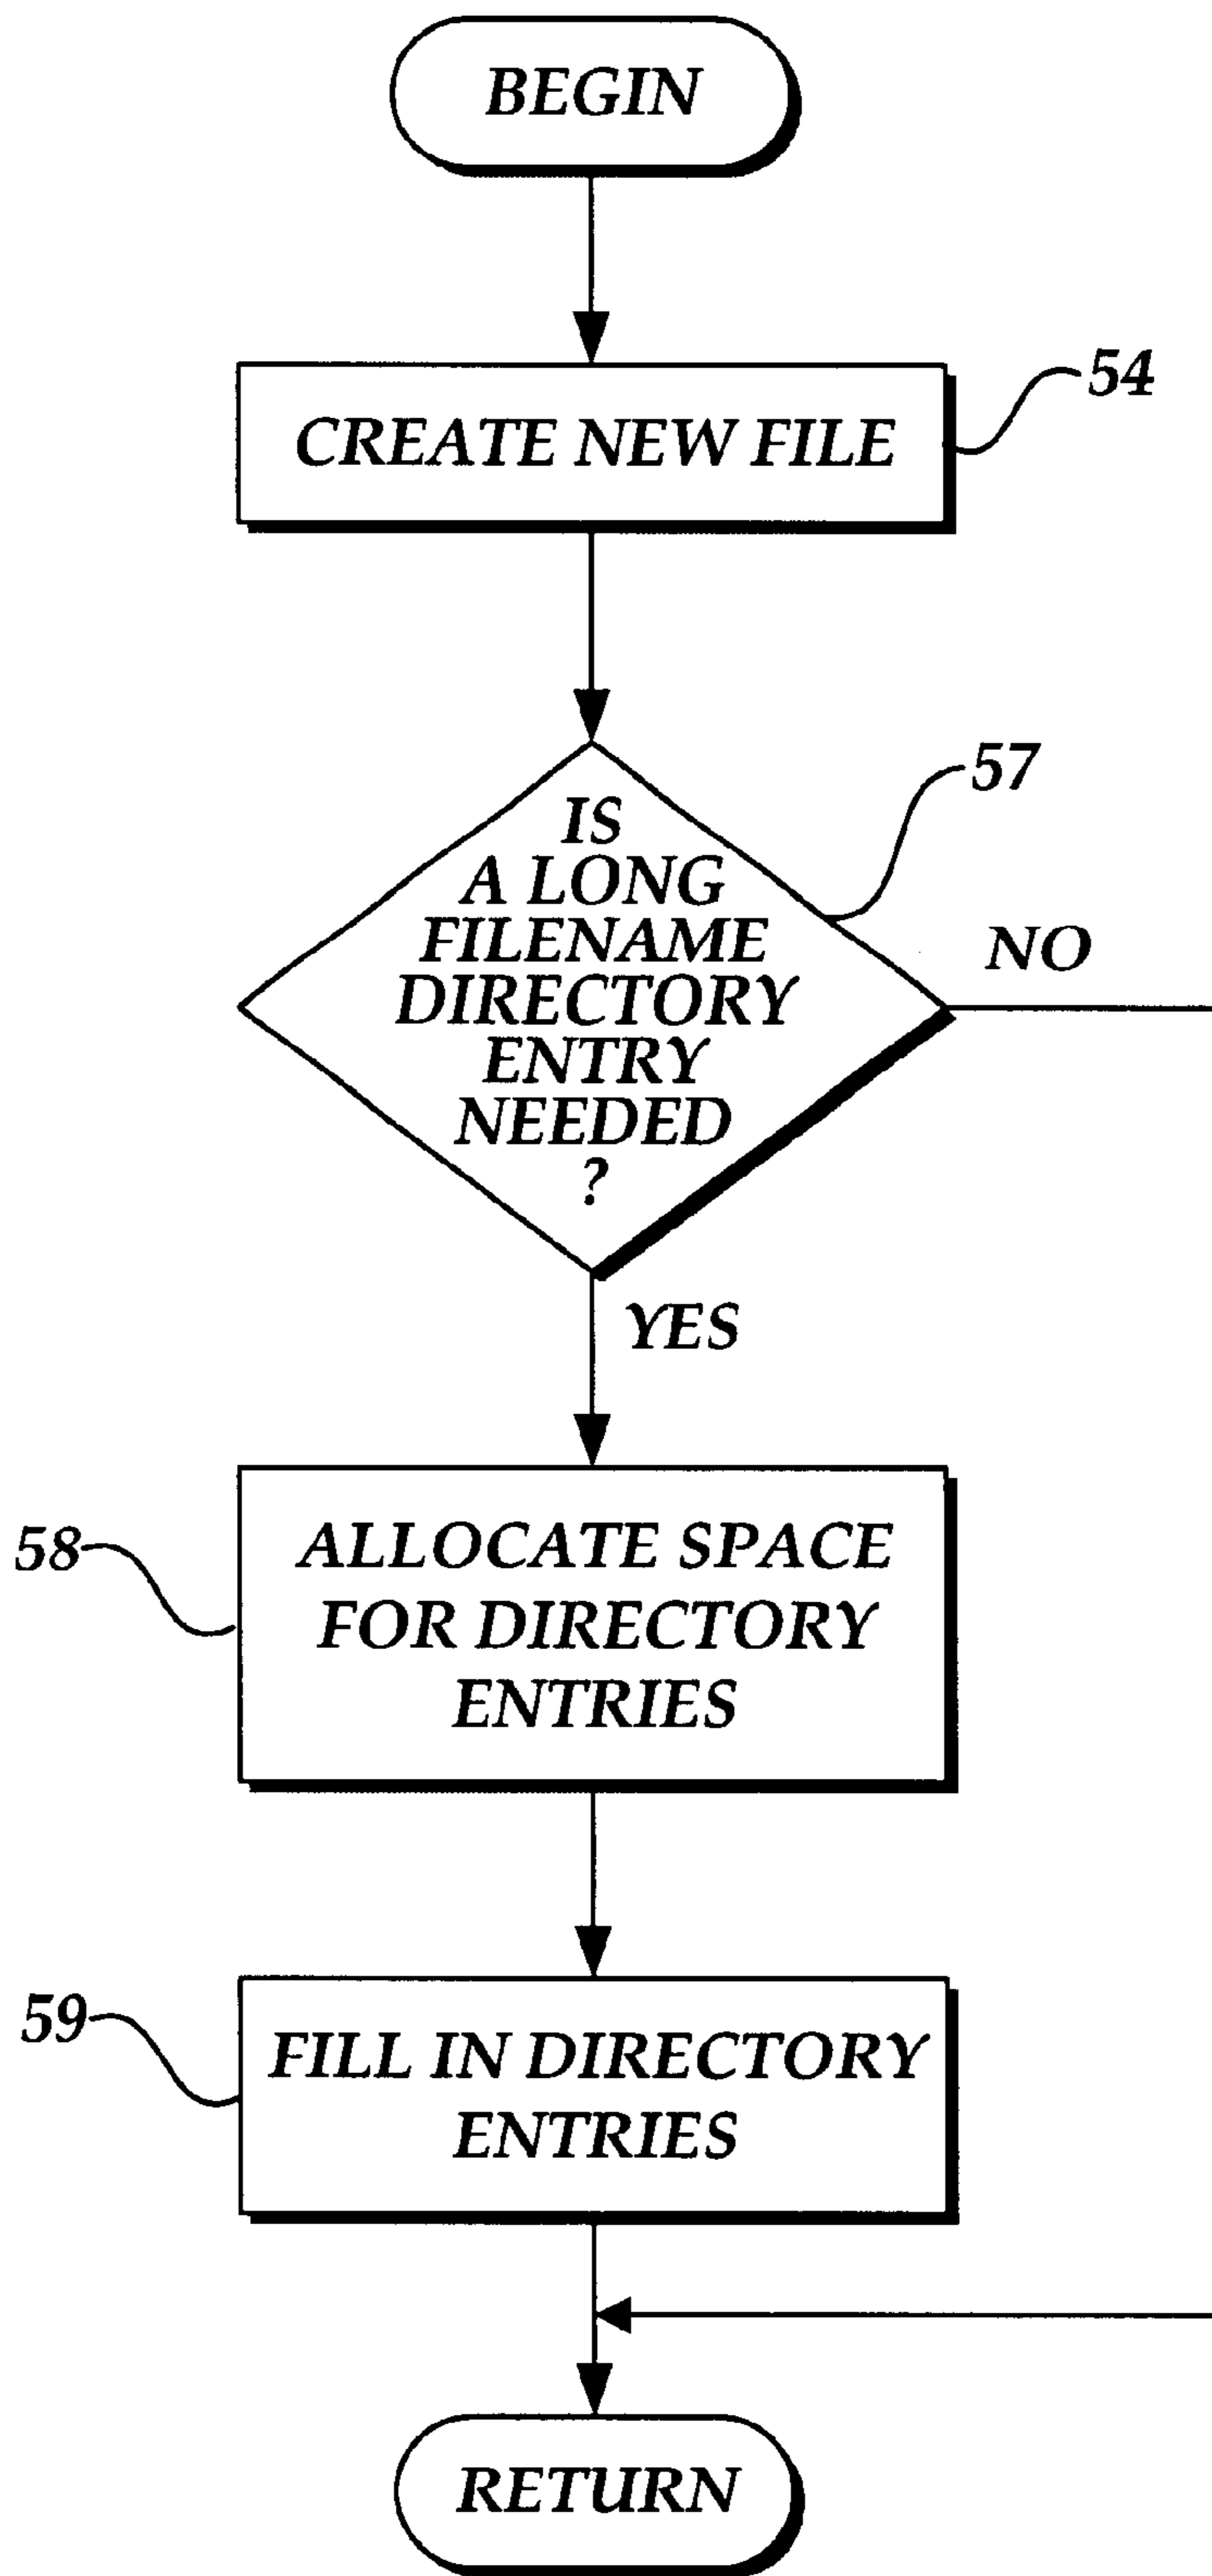 BEGIN
CREATE NEW FILE
54
IS
A LONG
FILENAME
DIRECTORY
ENTRY
NEEDED
?
57
NO
YES
58
ALLOCATE SPACE
FOR DIRECTORY
ENTRIES
59
FILL IN DIRECTORY
ENTRIES
RETURN